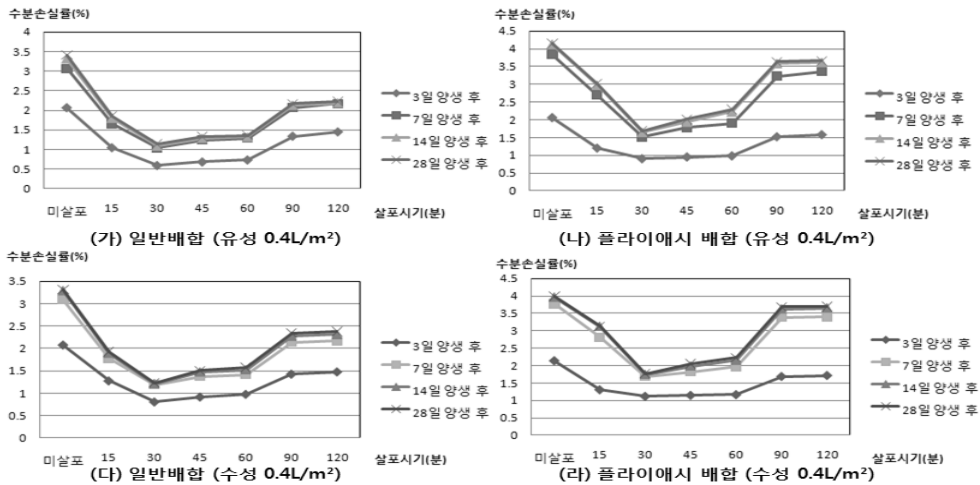 수분손실률(%)
4
3.5
3
2.5
2
1.5
1
0.5
0
미살포 15 30 45 60 90 120 살포시기(분)
3일 양생 후
7일 양생 후
14일 양생 후
28일 양생 후
(가) 일반배합 (유성 0.4L/m²)
수분손실률(%)
4.5
4
3.5
3
2.5
2
1.5
1
0.5
0
미살포 15 30 45 60 90 120 살포시기(분)
3일 양생 후
7일 양생 후
14일 양생 후
28일 양생 후
(나) 플라이애시 배합 (유성 0.4L/m²)
수분손실률(%)
3.5
3
2.5
2
1.5
1
0.5
0
미살포 15 30 45 60 90 120 살포시기(분)
3일 양생 후
7일 양생 후
14일 양생 후
28일 양생 후
(다) 일반배합 (수성 0.4L/m²)
수분손실률(%)
4.5
4
3.5
3
2.5
2
1.5
1
0.5
0
미살포 15 30 45 60 90 120 살포시기(분)
3일 양생 후
7일 양생 후
14일 양생 후
28일 양생 후
(라) 플라이애시 배합 (수성 0.4L/m²)